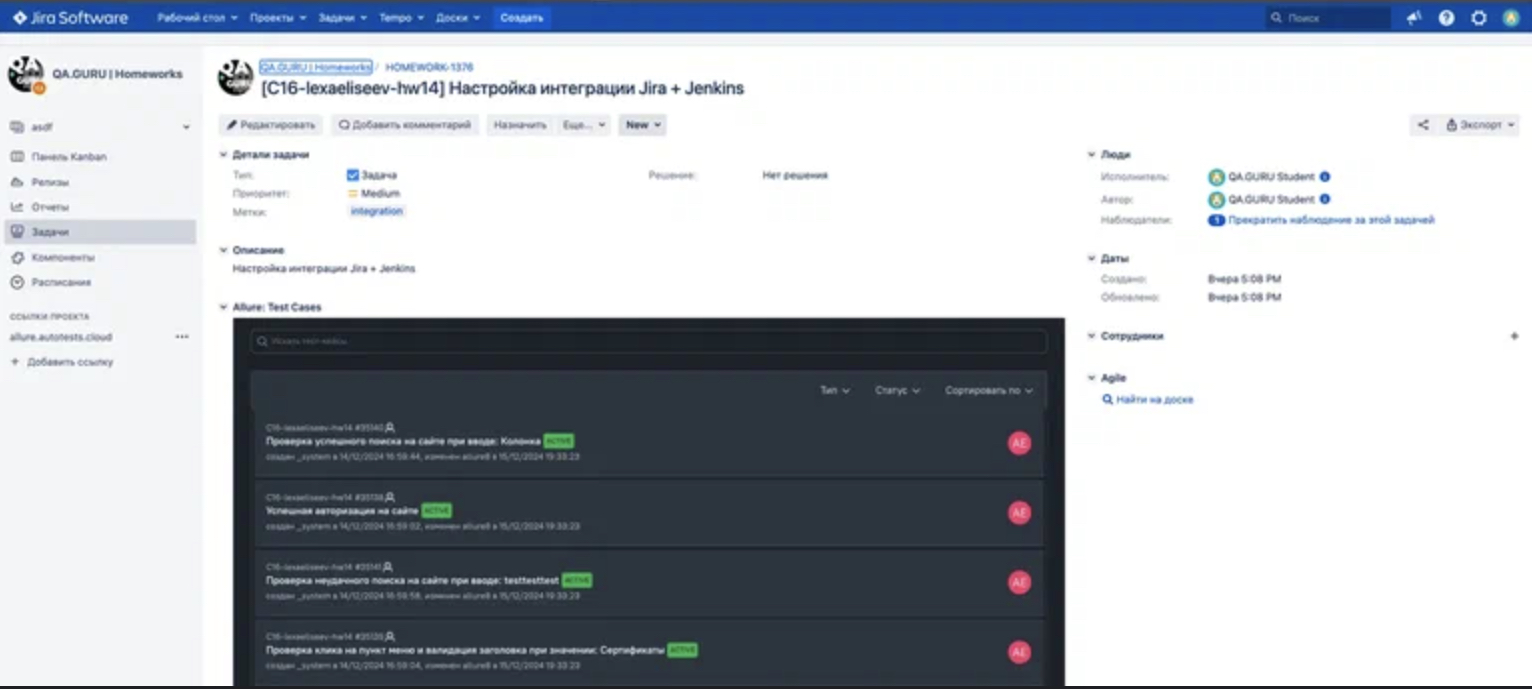 Jira Software Рабочий стол Проекты Задачи Tempo Доски Создать Поиск
QA.GURU | Homeworks
asdf
Панель Kanban
Релизы
Отчеты
Задачи
Компоненты
Расписания
ССЫЛКИ ПРОЕКТА
allure.autotests.cloud
+ Добавить ссылку
QA.GURU | Homeworks / HOMEWORK-1376
[C16-lexaeliseev-hw14] Настройка интеграции Jira + Jenkins
Редактировать Добавить комментарий Назначить Еще... New Экспорт
Детали задачи
Тип: Задача Решение: Нет решения
Приоритет: Medium
Метки: integration
Описание
Настройка интеграции Jira + Jenkins
Allure: Test Cases
Искать тест-кейсы
Тип Статус Сортировать по
C16-lexaeliseev-hw14
Проверка успешного поиска на сайте при вводе: Колонка ACTIVE
создан _system в 14/12/2024 16:59:44, изменен allure8 в 15/12/2024 19:33:23
AE
C16-lexaeliseev-hw14
Успешная авторизация на сайте ACTIVE
создан _system в 14/12/2024 16:59:02, изменен allure8 в 15/12/2024 19:33:23
AE
C16-lexaeliseev-hw14
Проверка неудачного поиска на сайте при вводе: testtesttest ACTIVE
создан _system в 14/12/2024 16:59:58, изменен allure8 в 15/12/2024 19:33:23
AE
C16-lexaeliseev-hw14
Проверка клика на пункт меню и валидация заголовка при значении: Сертификаты ACTIVE
создан _system в 14/12/2024 16:59:04, изменен allure8 в 15/12/2024 19:33:23
AE
Люди
Исполнитель: QA.GURU Student
Автор: QA.GURU Student
Наблюдатели: 1 Прекратить наблюдение за этой задачей
Даты
Создано: Вчера 5:08 PM
Обновлено: Вчера 5:08 PM
Сотрудники
Agile
Найти на доске